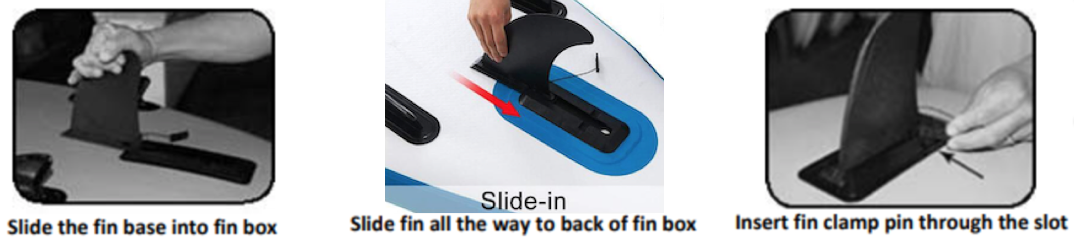 Slide-in
Slide the fin base into fin box
Slide fin all the way to back of fin box
Insert fin clamp pin through the slot